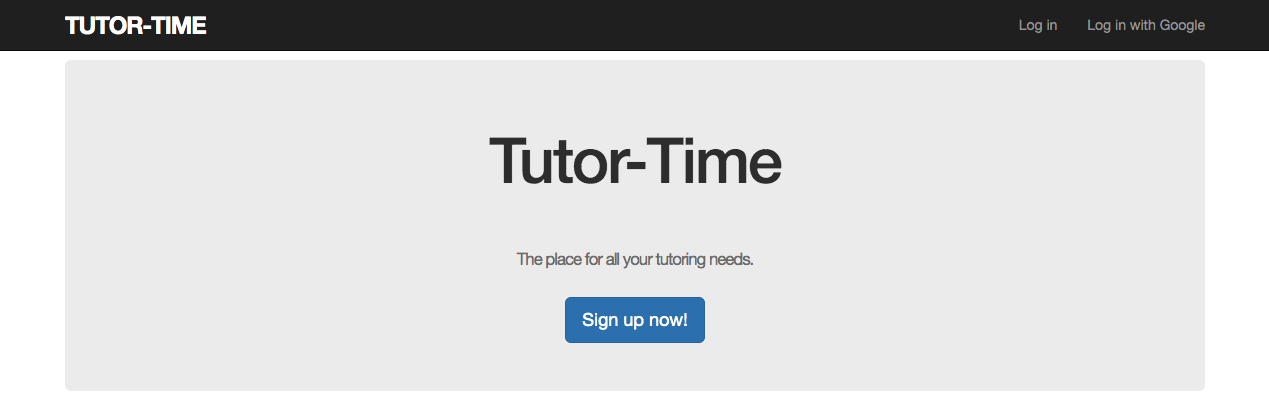 TUTOR-TIME Log in Log in with Google
Tutor-Time
The place for all your tutoring needs.
Sign up now!